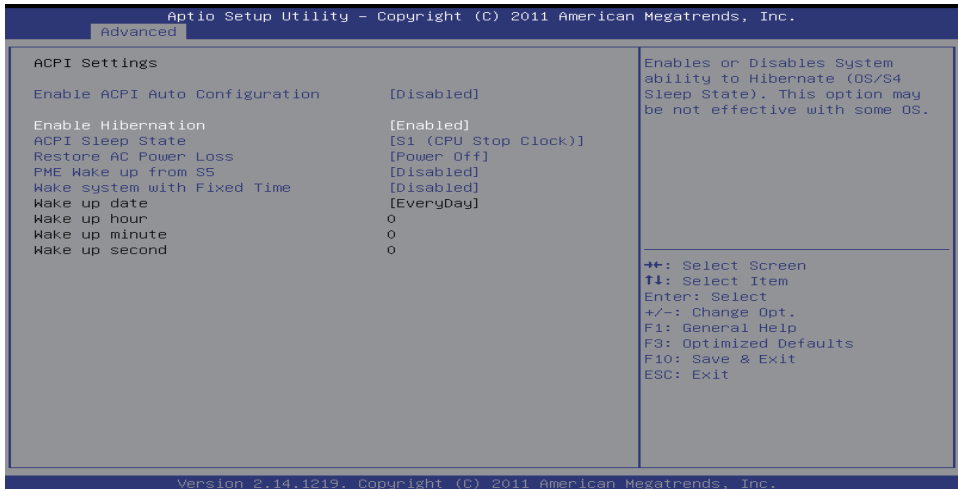 Aptio Setup Utility – Copyright (C) 2011 American Megatrends, Inc.
Advanced
ACPI Settings
Enable ACPI Auto Configuration [Disabled]
Enable Hibernation [Enabled]
ACPI Sleep State [S1 (CPU Stop Clock)]
Restore AC Power Loss [Power Off]
PME Wake up from S5 [Disabled]
Wake system with Fixed Time [Disabled]
Wake up date [EveryDay]
Wake up hour 0
Wake up minute 0
Wake up second 0
Enables or Disables System
ability to Hibernate (OS/S4
Sleep State). This option may
be not effective with some OS.
→←: Select Screen
↑↓: Select Item
Enter: Select
+/-: Change Opt.
F1: General Help
F3: Optimized Defaults
F10: Save & Exit
ESC: Exit
Version 2.14.1219. Copyright (C) 2011 American Megatrends, Inc.